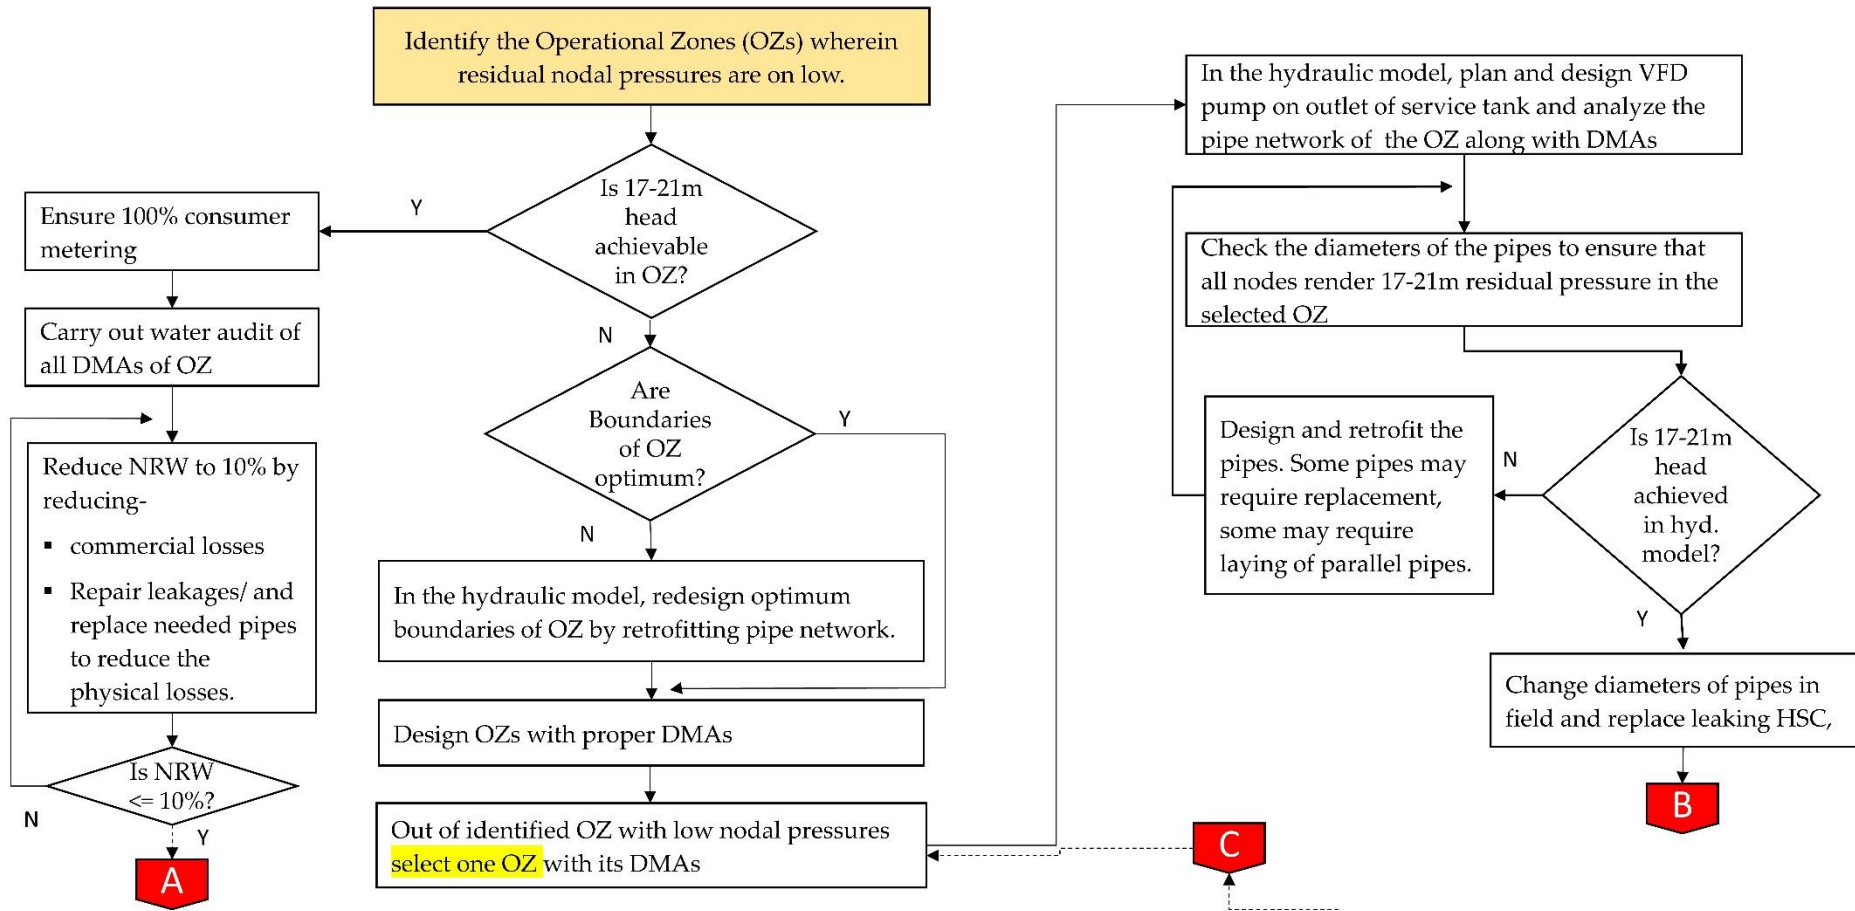 Identify the Operational Zones (OZs) wherein
residual nodal pressures are on low.
Is 17-21m
head
achievable
in OZ?
Y
N
Ensure 100% consumer
metering
Carry out water audit of
all DMAs of OZ
Reduce NRW to 10% by
reducing-
▪ commercial losses
▪ Repair leakages/ and
replace needed pipes
to reduce the
physical losses.
Is NRW
<= 10%?
N
Y
A
Are
Boundaries
of OZ
optimum?
Y
N
In the hydraulic model, redesign optimum
boundaries of OZ by retrofitting pipe network.
Design OZs with proper DMAs
Out of identified OZ with low nodal pressures
select one OZ with its DMAs
C
In the hydraulic model, plan and design VFD
pump on outlet of service tank and analyze the
pipe network of the OZ along with DMAs
Check the diameters of the pipes to ensure that
all nodes render 17-21m residual pressure in the
selected OZ
Is 17-21m
head
achieved
in hyd.
model?
N
Y
Design and retrofit the
pipes. Some pipes may
require replacement,
some may require
laying of parallel pipes.
Change diameters of pipes in
field and replace leaking HSC,
B